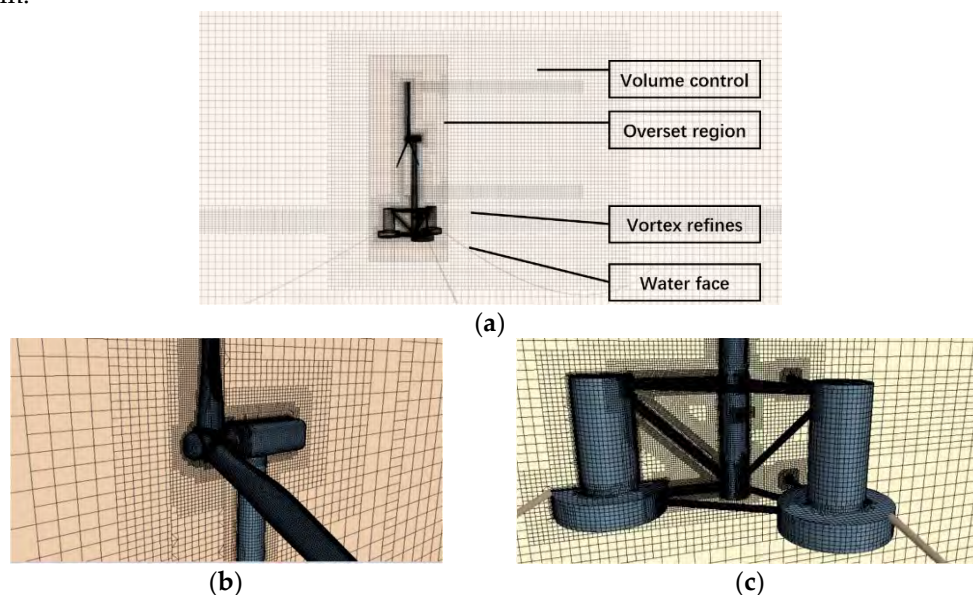 Volume control
Overset region
Vortex refines
Water face
(a)
(b)
(c)